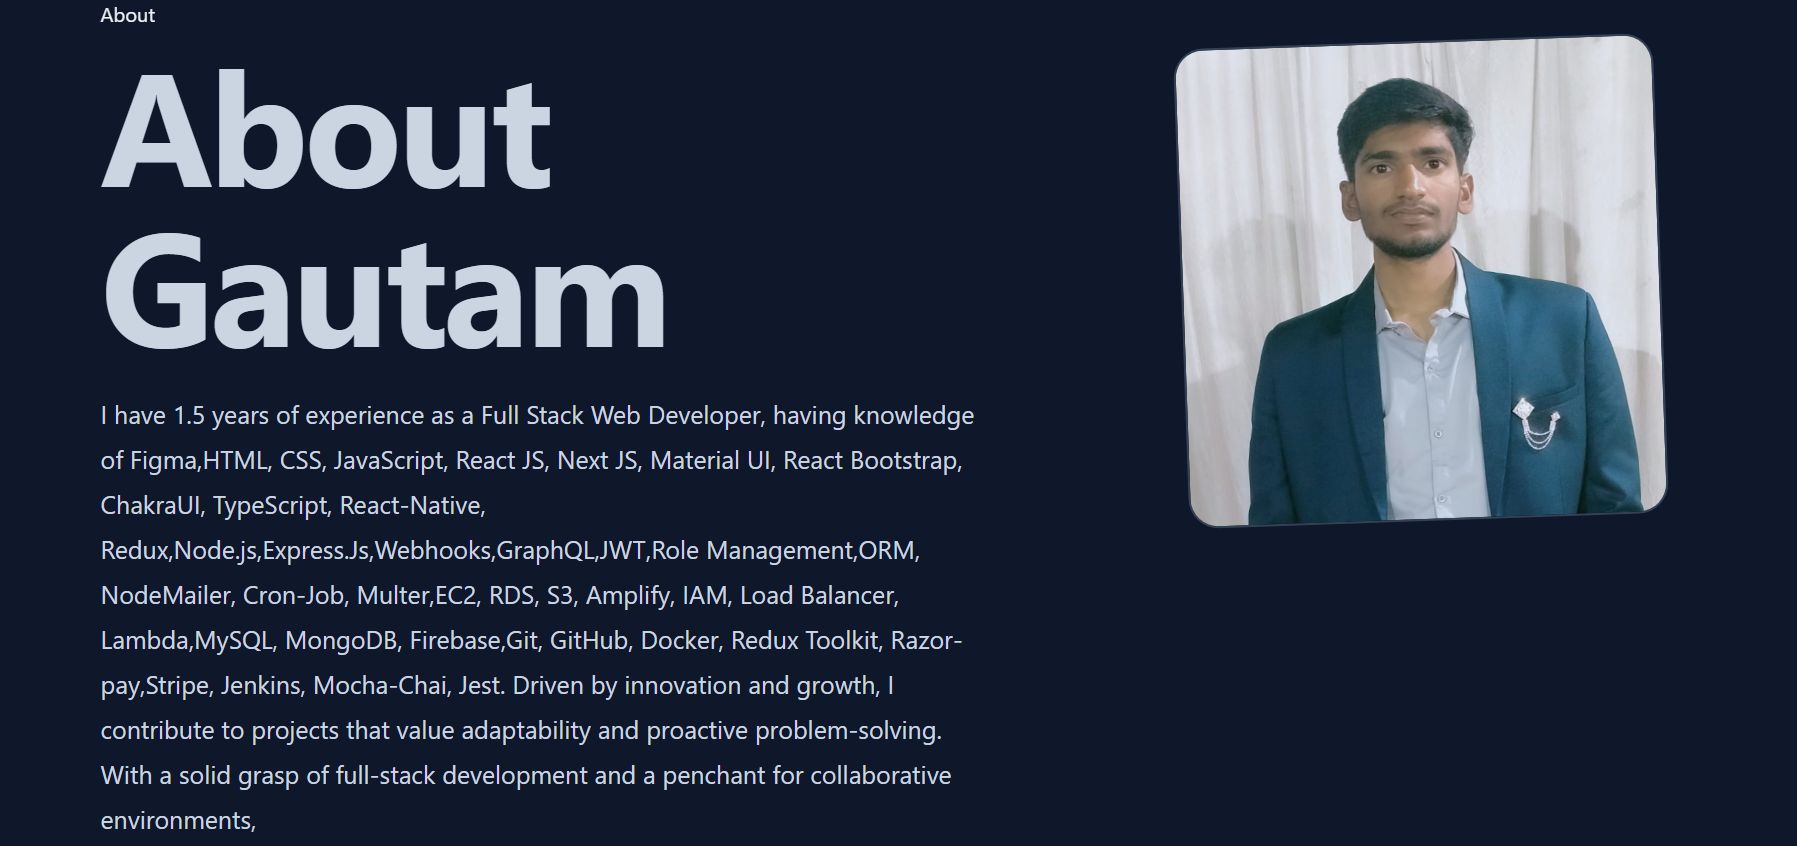 About
About
Gautam
I have 1.5 years of experience as a Full Stack Web Developer, having knowledge
of Figma,HTML, CSS, JavaScript, React JS, Next JS, Material UI, React Bootstrap,
ChakraUI, TypeScript, React-Native,
Redux,Node.js,Express.Js,Webhooks,GraphQL,JWT,Role Management,ORM,
NodeMailer, Cron-Job, Multer,EC2, RDS, S3, Amplify, IAM, Load Balancer,
Lambda,MySQL, MongoDB, Firebase,Git, GitHub, Docker, Redux Toolkit, Razor-
pay,Stripe, Jenkins, Mocha-Chai, Jest. Driven by innovation and growth, I
contribute to projects that value adaptability and proactive problem-solving.
With a solid grasp of full-stack development and a penchant for collaborative
environments,